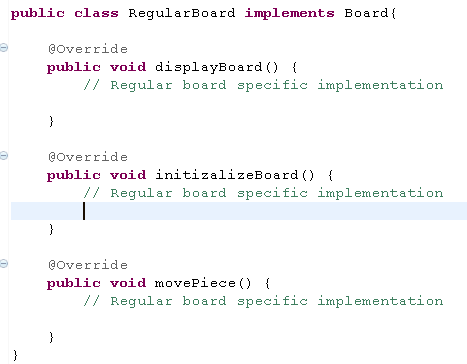 public class RegularBoard implements Board{
@Override
public void displayBoard() {
// Regular board specific implementation
}
@Override
public void initizalizeBoard() {
// Regular board specific implementation
}
@Override
public void movePiece() {
// Regular board specific implementation
}
}